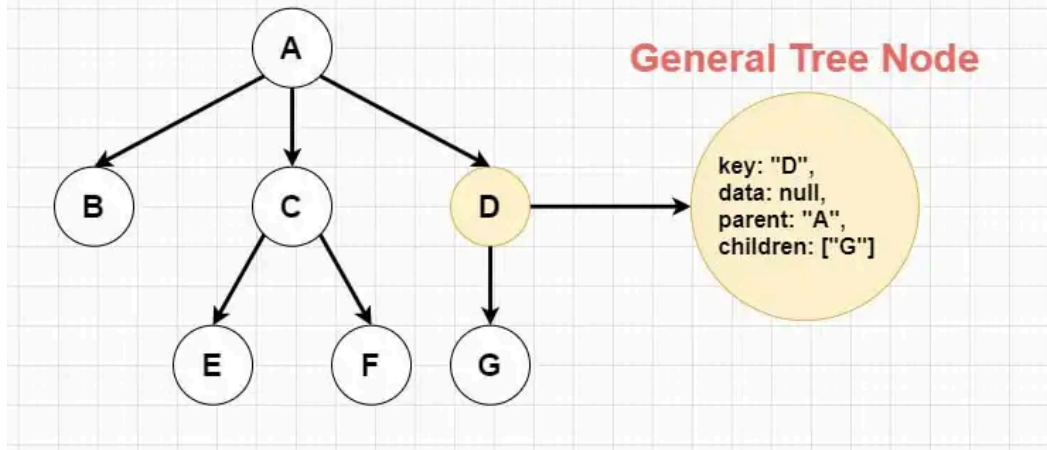 A
General Tree Node
B
C
D
key: "D",
data: null,
parent: "A",
children: ["G"]
E
F
G